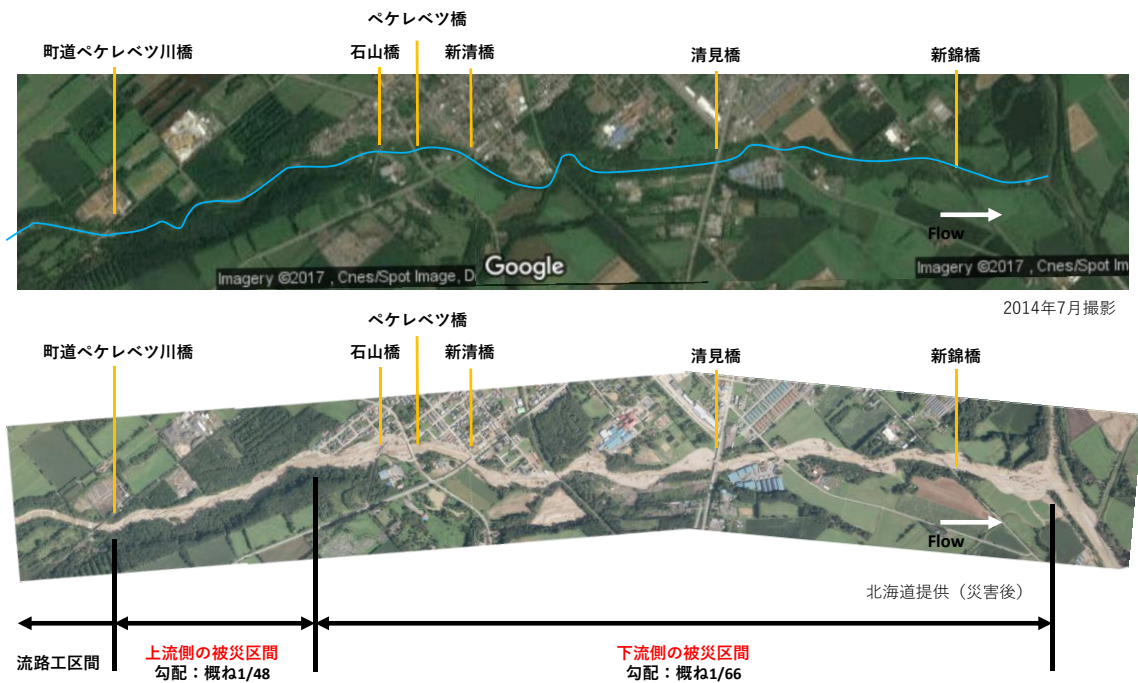 ペケレベツ橋
町道ペケレベツ川橋
石山橋
新清橋
清見橋
新錦橋
Flow
Imagery ©2017 , Cnes/Spot Image, D
Google
Imagery ©2017 , Cnes/Spot Im
2014年7月撮影
ペケレベツ橋
町道ペケレベツ川橋
石山橋
新清橋
清見橋
新錦橋
Flow
北海道提供（災害後）
流路工区間
上流側の被災区間
勾配：概ね1/48
下流側の被災区間
勾配：概ね1/66